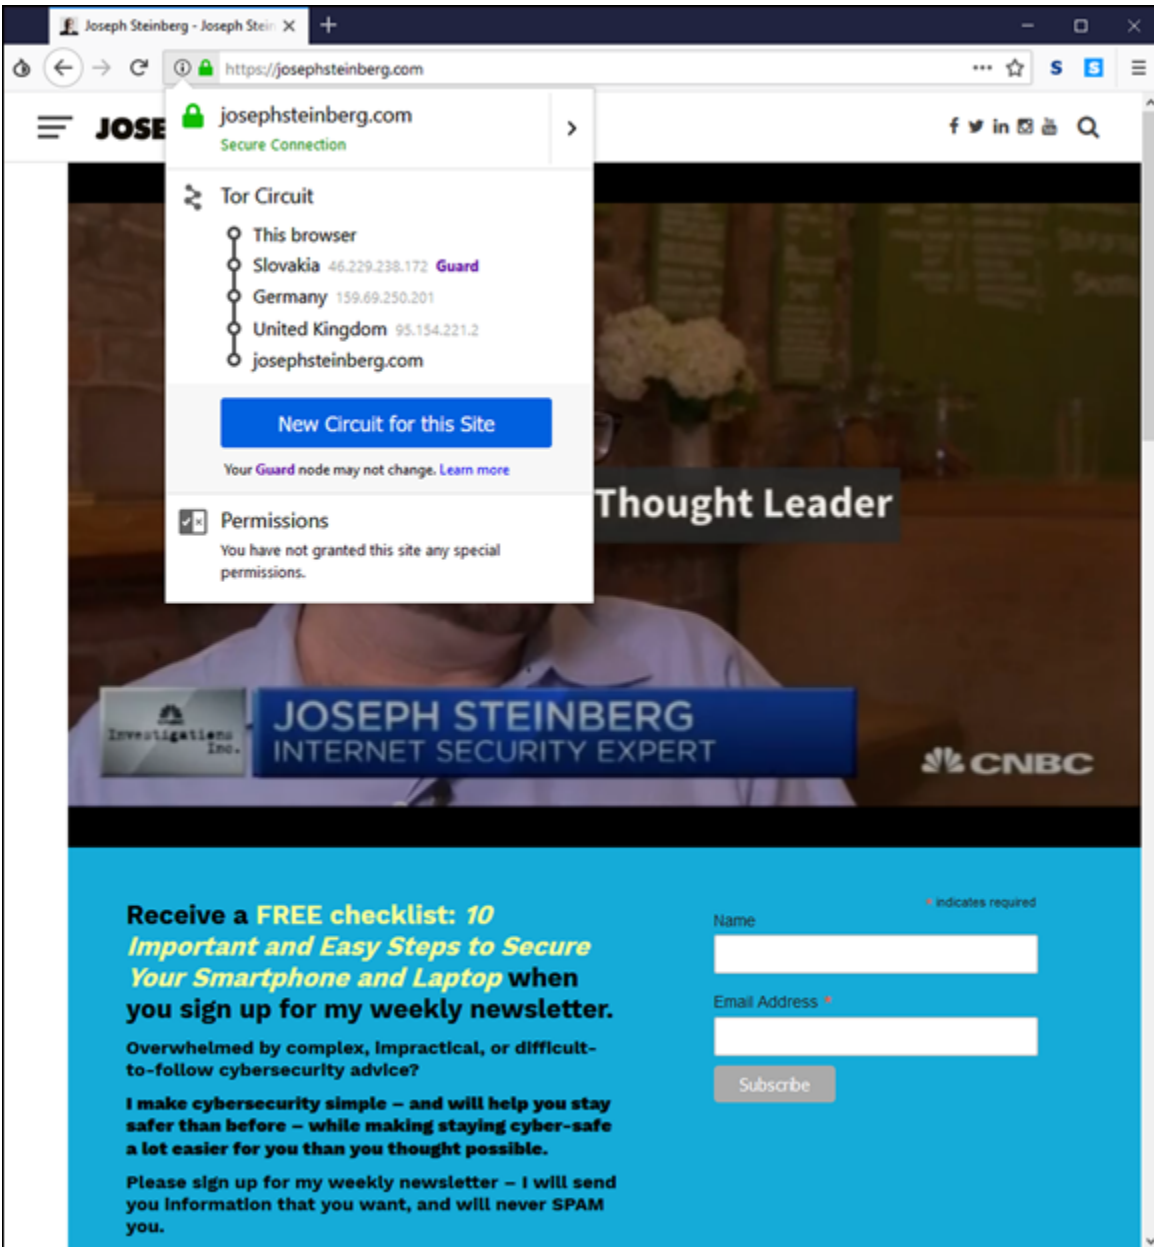 Joseph Steinberg - Joseph Stein
https://josephsteinberg.com
S S
JOSE
f in
josephsteinberg.com
Secure Connection
Tor Circuit
This browser
Slovakia 46.229.238.172 Guard
Germany 159.69.250.201
United Kingdom 95.154.221.2
josephsteinberg.com
New Circuit for this Site
Your Guard node may not change. Learn more
Permissions
You have not granted this site any special
permissions.
Thought Leader
Investigations
Inc.
JOSEPH STEINBERG
INTERNET SECURITY EXPERT
CNBC
Receive a FREE checklist: 10
Important and Easy Steps to Secure
Your Smartphone and Laptop when
you sign up for my weekly newsletter.
Overwhelmed by complex, impractical, or difficult-
to-follow cybersecurity advice?
I make cybersecurity simple – and will help you stay
safer than before – while making staying cyber-safe
a lot easier for you than you thought possible.
Please sign up for my weekly newsletter – I will send
you information that you want, and will never SPAM
you.
* indicates required
Name
Email Address *
Subscribe